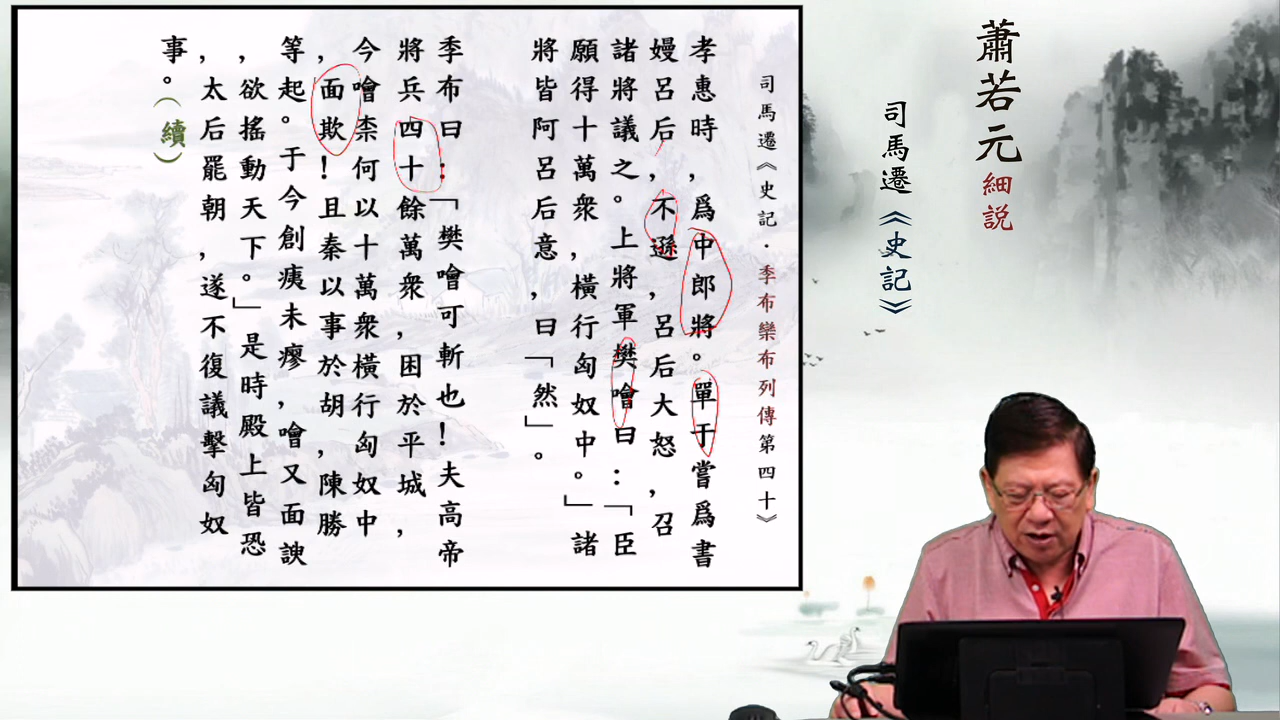 蕭若元細説
司馬遷《史記》
司馬遷《史記·季布欒布列傳第四十》
孝惠時，爲中郎將。單于嘗爲書
嫚呂后，不遜，呂后大怒，召
諸將議之。上將軍樊噲曰：「臣
願得十萬衆，橫行匈奴中。」諸
將皆阿呂后意，曰「然」。
季布曰：「樊噲可斬也！夫高帝
將兵四十餘萬衆，困於平城，
今噲柰何以十萬衆橫行匈奴中
，面欺！且秦以事於胡，陳勝
等起。于今創痍未瘳，噲又面諛
，欲搖動天下。」是時殿上皆恐
，太后罷朝，遂不復議擊匈奴
事。（續）